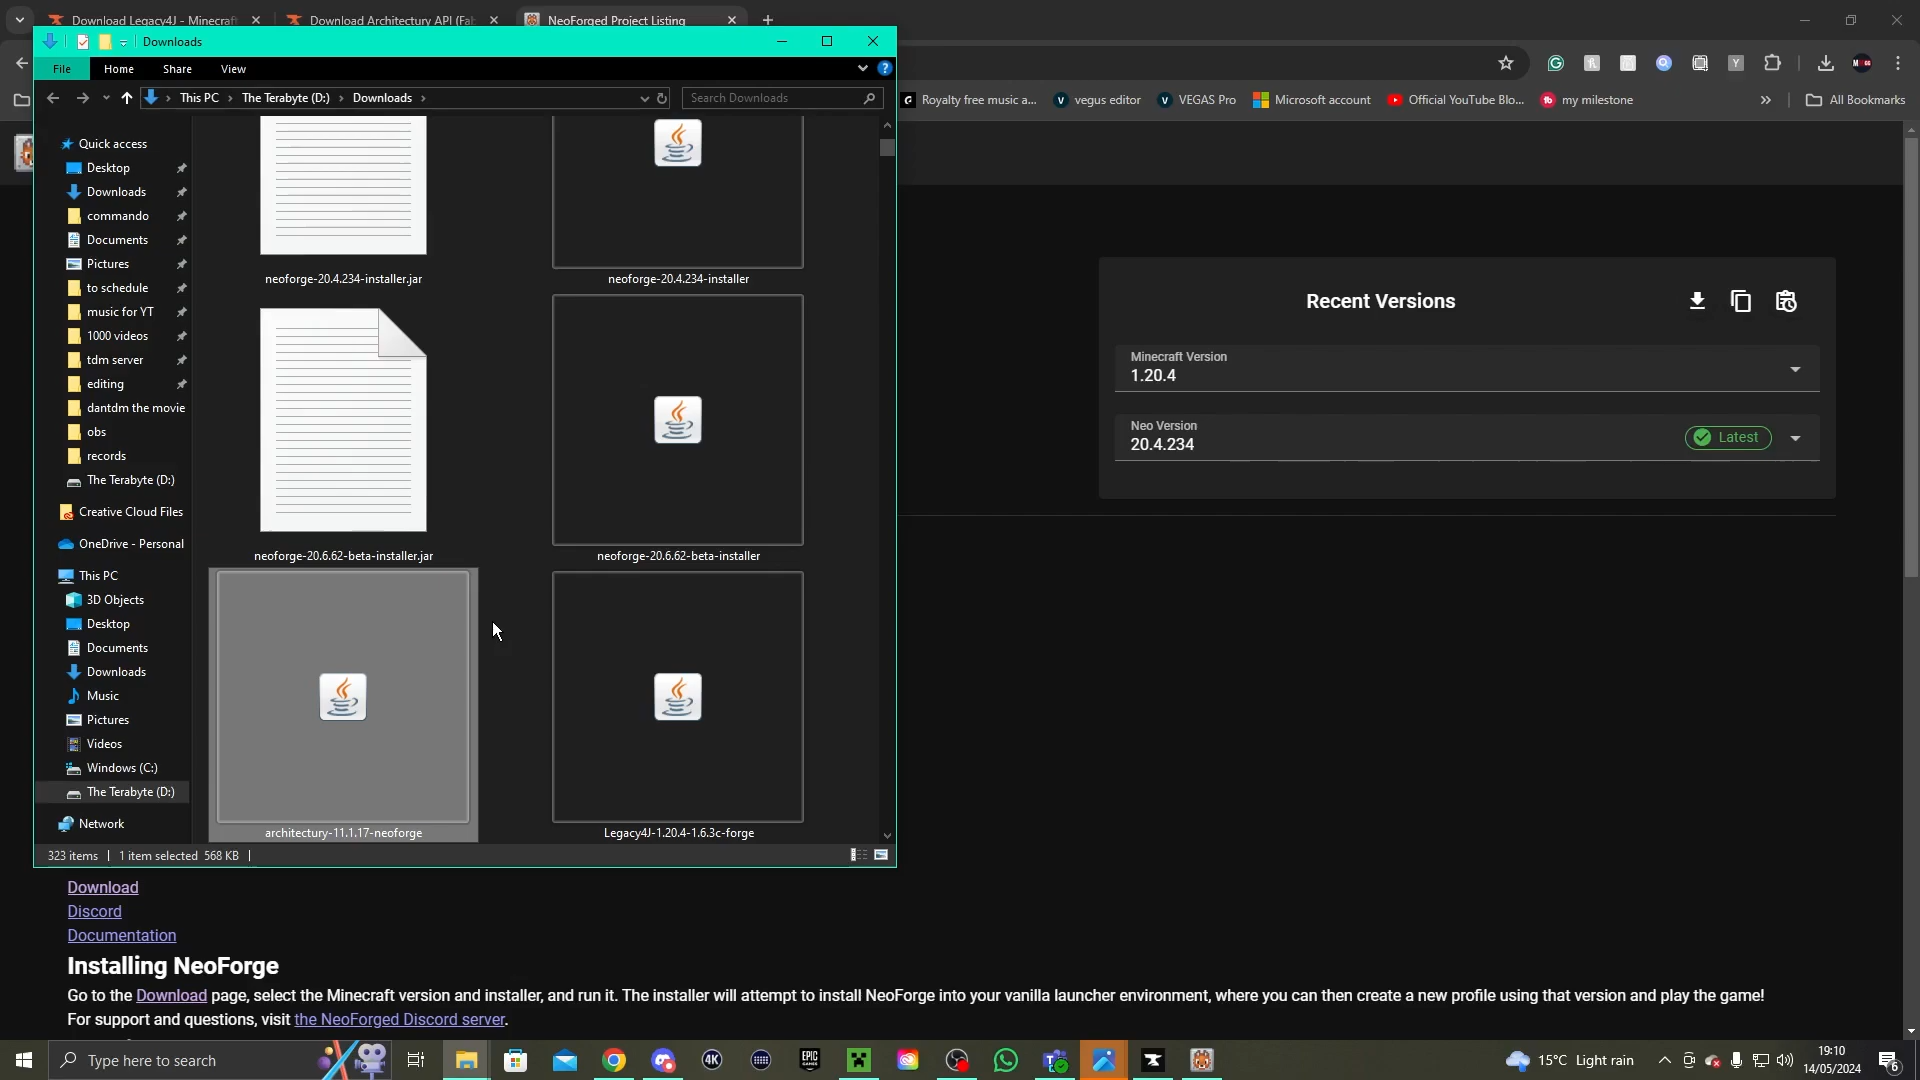 Download Legacy4J - Minecraft
Download Architectury API (Fab
NeoForged Project Listing
Downloads
File
Home
Share
View
This PC
The Terabyte (D:)
Downloads
Search Downloads
Royalty free music a...
vegus editor
VEGAS Pro
Microsoft account
Official YouTube Blo...
my milestone
All Bookmarks
Quick access
Desktop
Downloads
commando
Documents
Pictures
to schedule
music for YT
1000 videos
tdm server
editing
dantdm the movie
obs
records
The Terabyte (D:)
Creative Cloud Files
OneDrive - Personal
This PC
3D Objects
Desktop
Documents
Downloads
Music
Pictures
Videos
Windows (C:)
The Terabyte (D:)
Network
neoforge-20.4.234-installer.jar
neoforge-20.4.234-installer
neoforge-20.6.62-beta-installer.jar
neoforge-20.6.62-beta-installer
architectury-11.1.17-neoforge
Legacy4J-1.20.4-1.6.3c-forge
323 items
1 item selected 568 KB
Recent Versions
Minecraft Version
1.20.4
Neo Version
20.4.234
Latest
Download
Discord
Documentation
Installing NeoForge
Go to the Download page, select the Minecraft version and installer, and run it. The installer will attempt to install NeoForge into your vanilla launcher environment, where you can then create a new profile using that version and play the game!
For support and questions, visit the NeoForged Discord server.
Type here to search
4K
EPIC
GAMES
15°C Light rain
19:10
14/05/2024
6